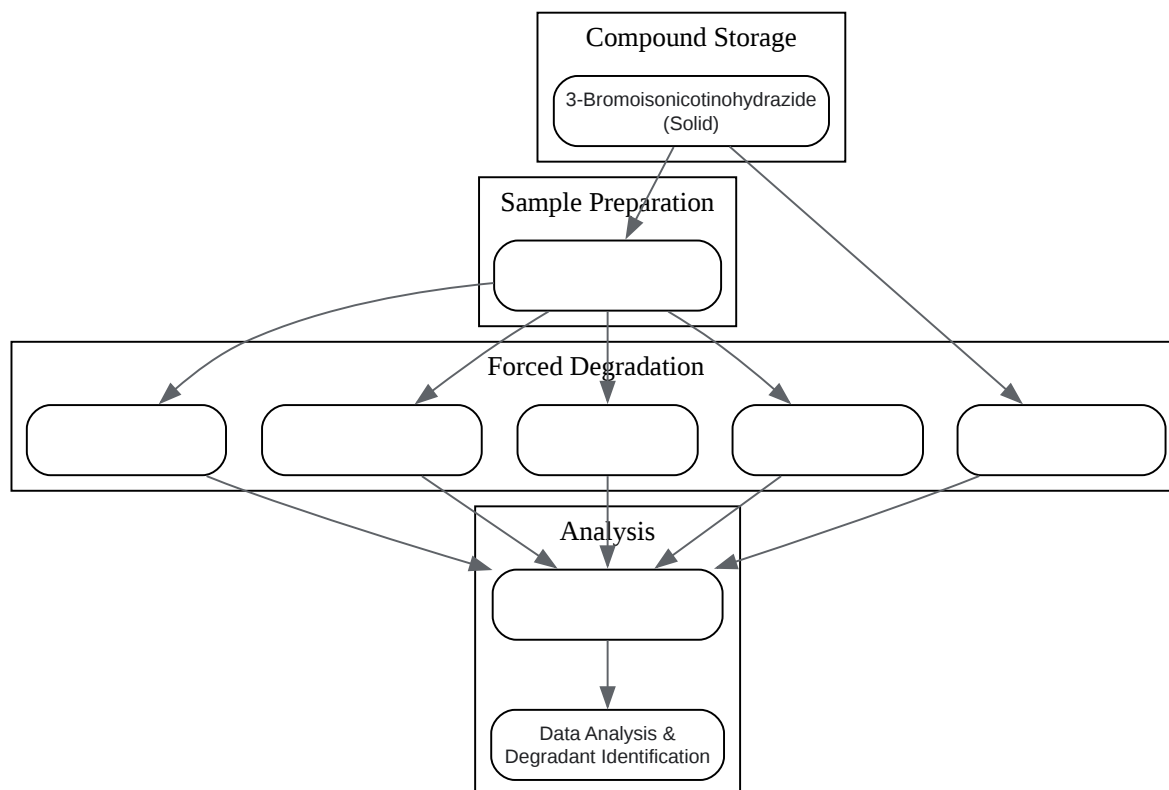 Compound Storage
3-Bromoisonicotinohydrazide
(Solid)
Sample Preparation
Forced Degradation
Analysis
Data Analysis &
Degradant Identification